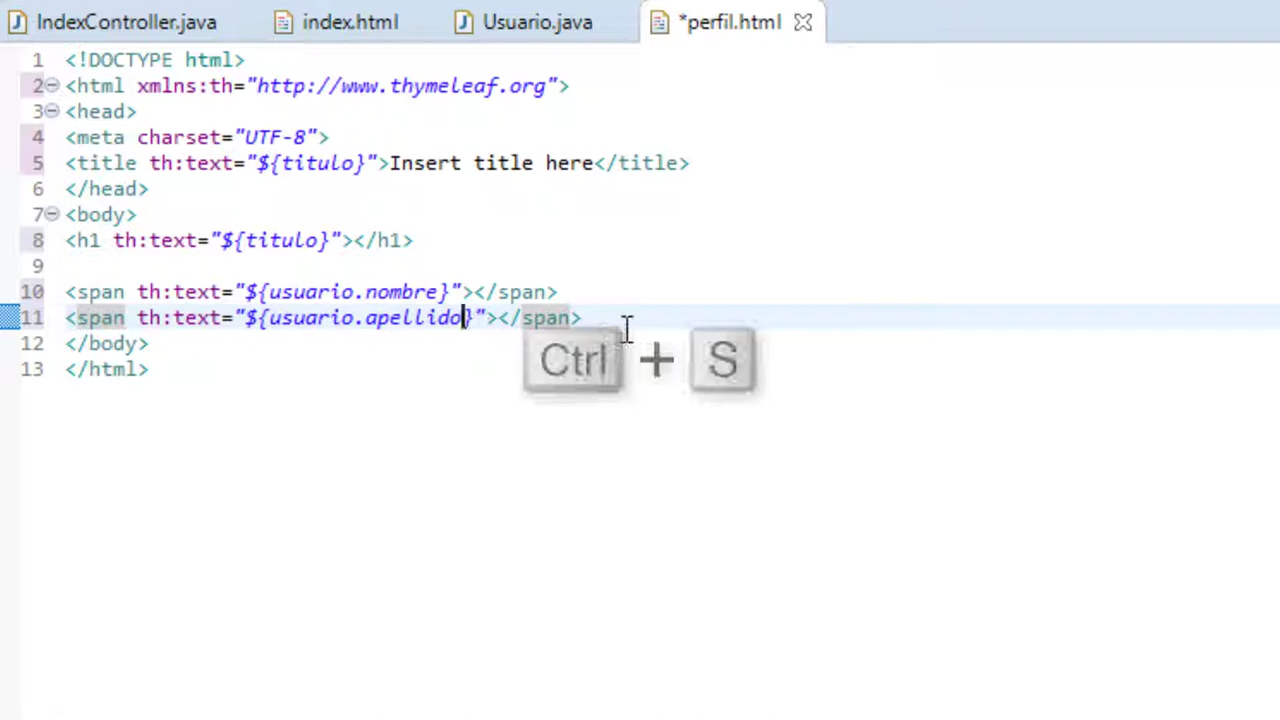 IndexController.java index.html Usuario.java *perfil.html
1 <!DOCTYPE html>
2 <html xmlns:th="http://www.thymeleaf.org">
3 <head>
4 <meta charset="UTF-8">
5 <title th:text="${titulo}">Insert title here</title>
6 </head>
7 <body>
8 <h1 th:text="${titulo}"></h1>
9
10 <span th:text="${usuario.nombre}"></span>
11 <span th:text="${usuario.apellido}"></span>
12 </body>
Ctrl + S
13 </html>